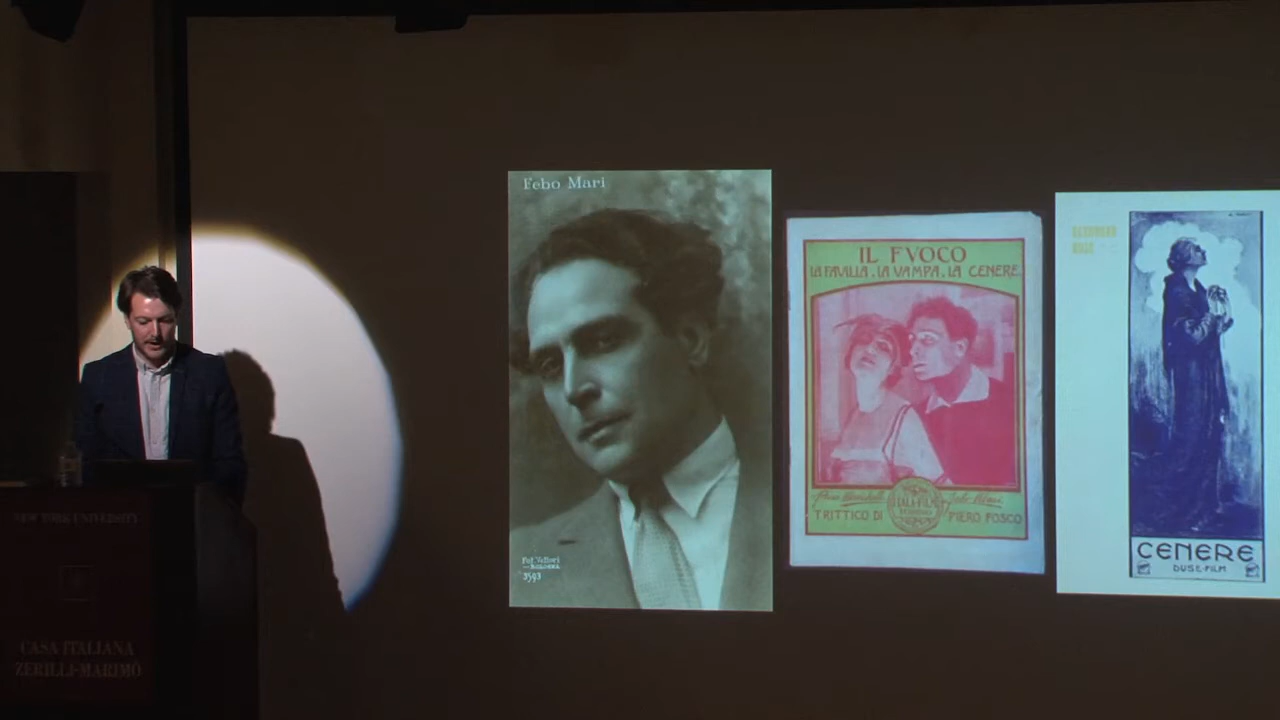 Febo Mari
Fot. Vettori
BOLOGNA
3593
IL FVOCO
LA FAVILLA. LA VAMPA. LA CENERE.
TRITTICO DI PIERO FOSCO
CENERE
DUSE-FILM
NEW YORK UNIVERSITY
CASA ITALIANA
ZERILLI-MARIMÒ